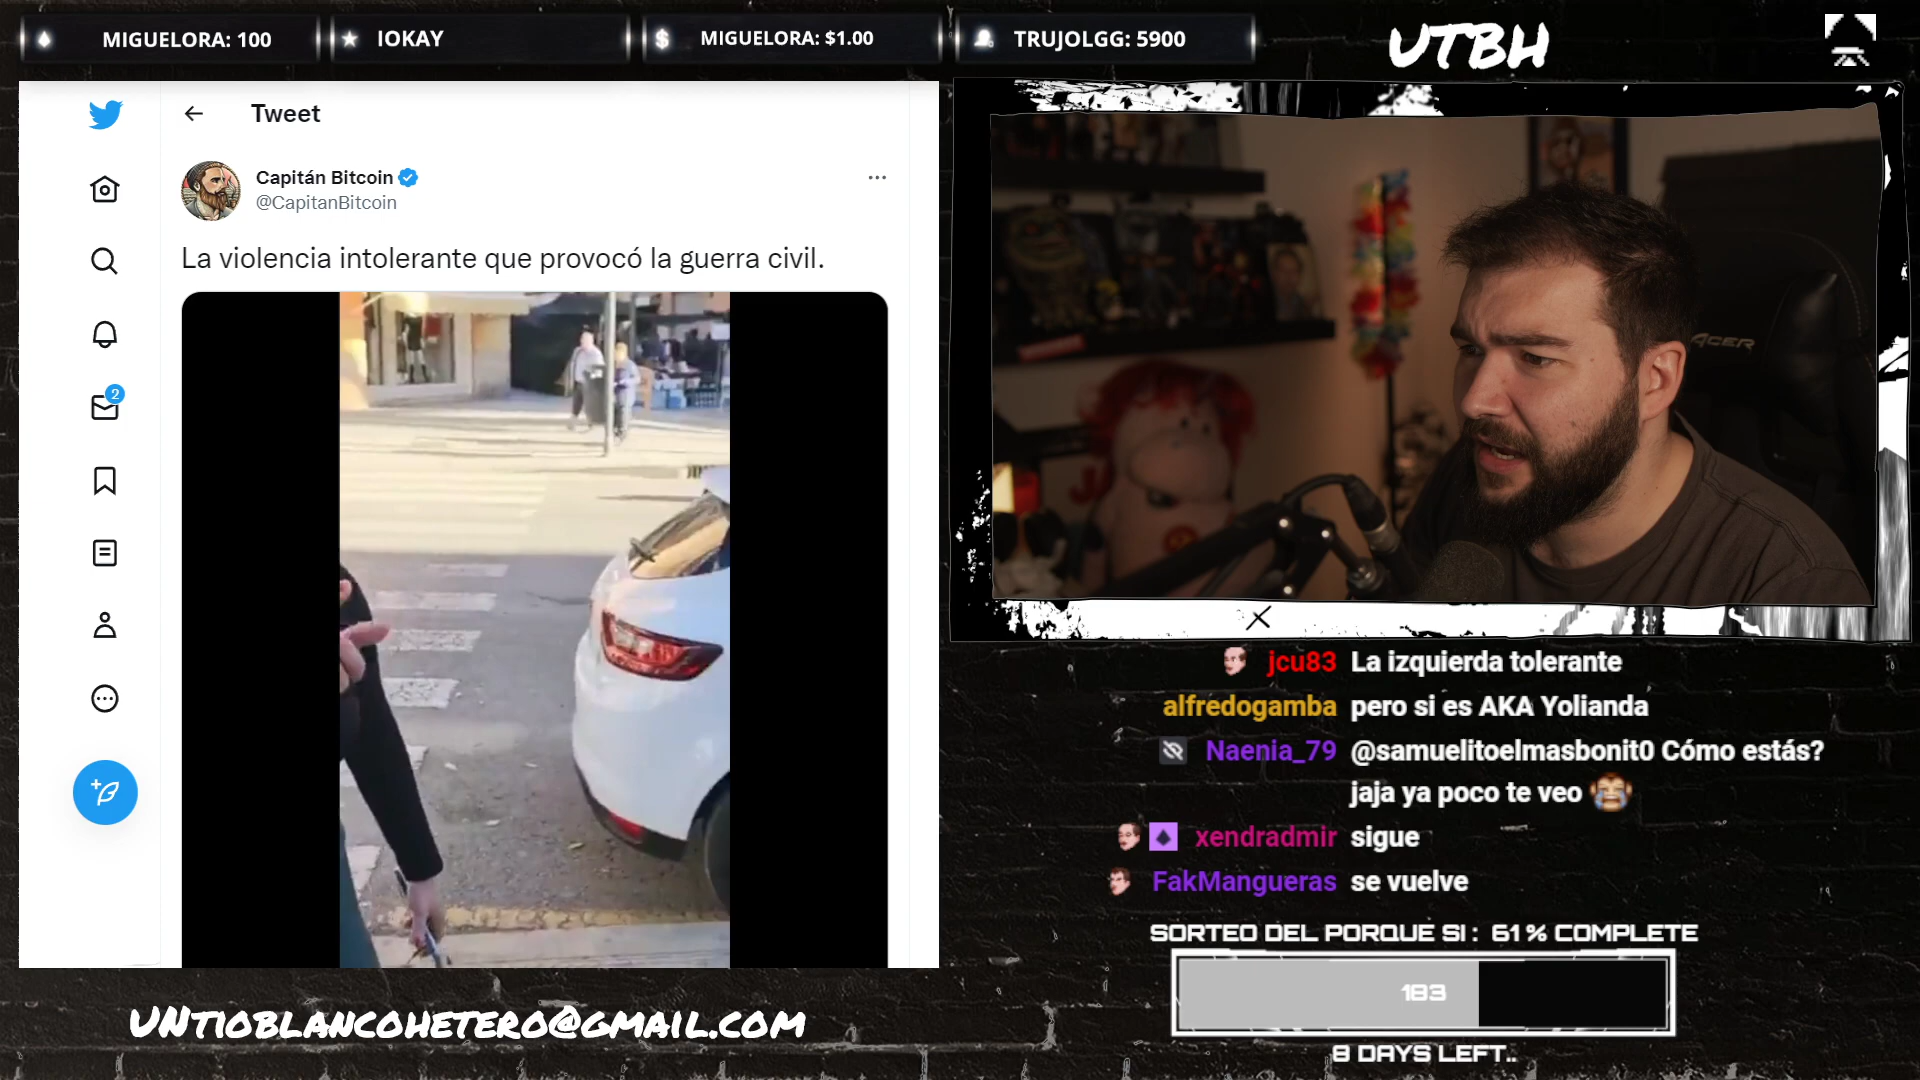 MIGUELORA: 100
IOKAY
MIGUELORA: $1.00
TRUJOLGG: 5900
UTBH
Tweet
Capitán Bitcoin
@CapitanBitcoin
La violencia intolerante que provocó la guerra civil.
2
ACER
jcu83 La izquierda tolerante
alfredogamba pero si es AKA Yolianda
Naenia_79 @samuelitoelmasbonit0 Cómo estás?
jaja ya poco te veo
xendradmir sigue
FakMangueras se vuelve
SORTEO DEL PORQUE SI : 61% COMPLETE
183
8 DAYS LEFT..
UNTIOBLANCOHETERO@GMAIL.COM